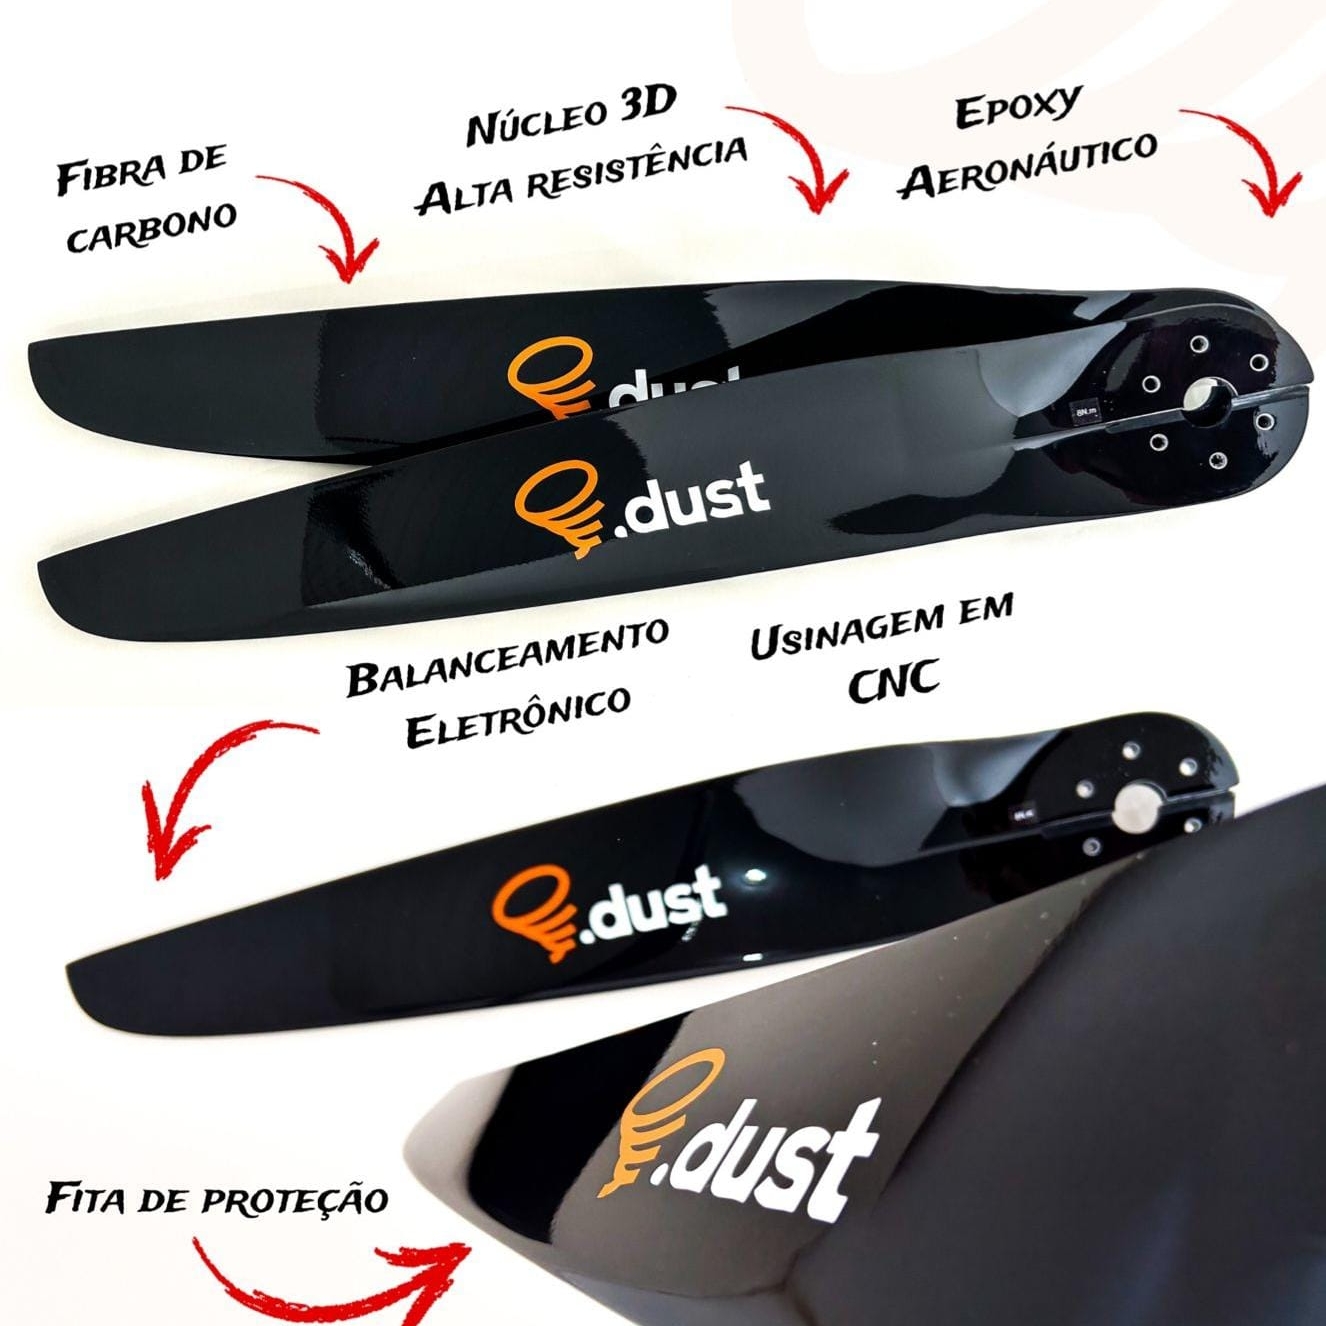 Fibra de
carbono
Núcleo 3D
Alta resistência
Epoxy
Aeronáutico
.dust
.dust
8N.m
Balanceamento
Eletrônico
Usinagem em
CNC
.dust
.dust
Fita de proteção